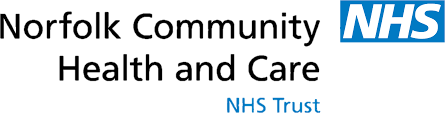 Norfolk Community NHS
Health and Care
NHS Trust